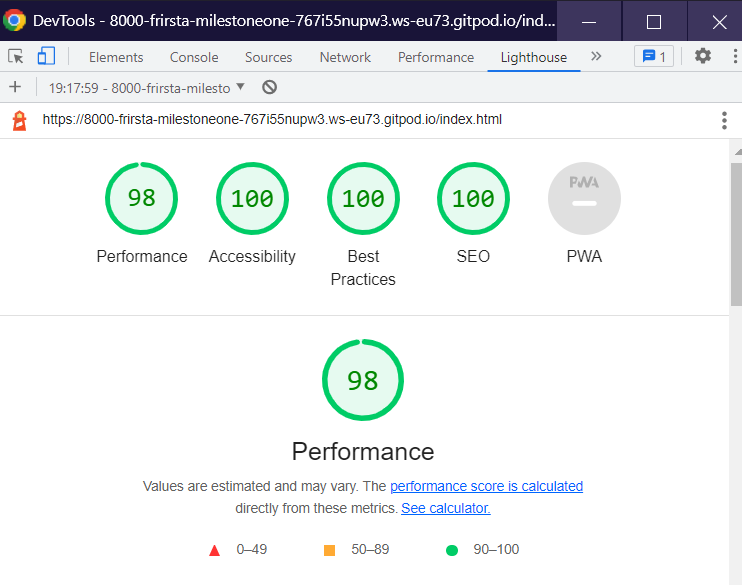 DevTools - 8000-frirsta-milestoneone-767i55nupw3.ws-eu73.gitpod.io/ind...
Elements Console Sources Network Performance Lighthouse 1
19:17:59 - 8000-frirsta-milesto
https://8000-frirsta-milestoneone-767i55nupw3.ws-eu73.gitpod.io/index.html
98 100 100 100 PWA
Performance Accessibility Best Practices SEO PWA
98
Performance
Values are estimated and may vary. The performance score is calculated
directly from these metrics. See calculator.
0–49 50–89 90–100